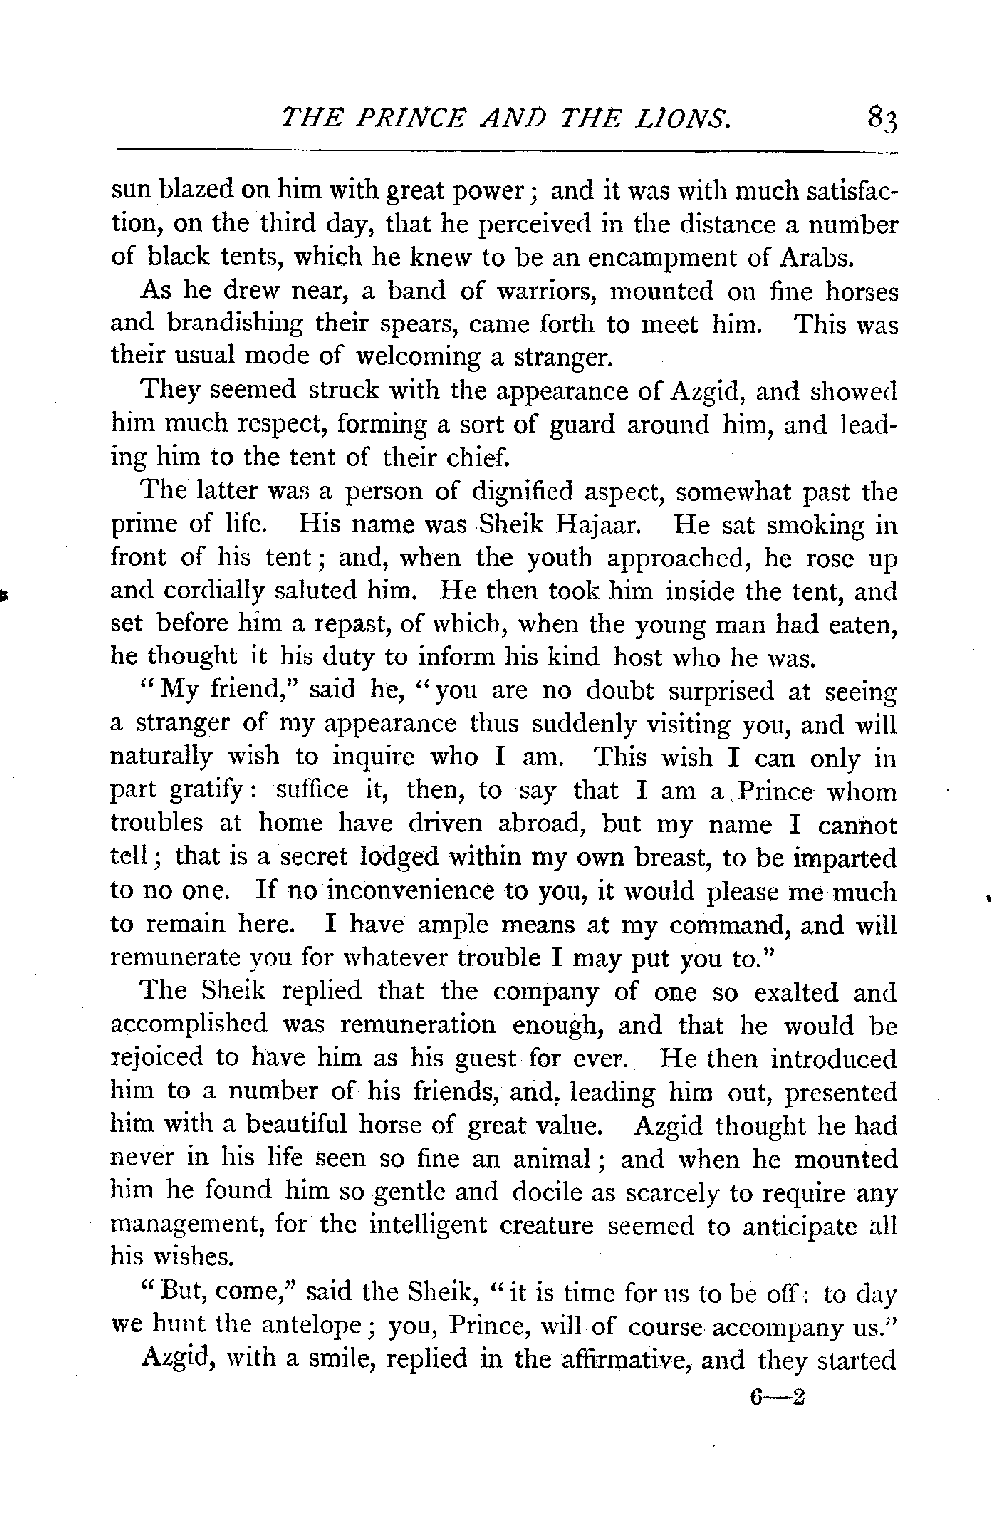 THE PRINCE AND THE LIONS. 83
sun blazed on him with great power; and it was with much satisfac-
tion, on the third day, that he perceived in the distance a number
of black tents, which he knew to be an encampment of Arabs.
As he drew near, a band of warriors, mounted on fine horses
and brandishing their spears, came forth to meet him. This was
their usual mode of welcoming a stranger.
They seemed struck with the appearance of Azgid, and showed
him much respect, forming a sort of guard around him, and lead-
ing him to the tent of their chief.
The latter was a person of dignified aspect, somewhat past the
prime of life. His name was Sheik Hajaar. He sat smoking in
front of his tent; and, when the youth approached, he rose up
and cordially saluted him. He then took him inside the tent, and
set before him a repast, of which, when the young man had eaten,
he thought it his duty to inform his kind host who he was.
“My friend,” said he, “you are no doubt surprised at seeing
a stranger of my appearance thus suddenly visiting you, and will
naturally wish to inquire who I am. This wish I can only in
part gratify: suffice it, then, to say that I am a Prince whom
troubles at home have driven abroad, but my name I cannot
tell; that is a secret lodged within my own breast, to be imparted
to no one. If no inconvenience to you, it would please me much
to remain here. I have ample means at my command, and will
remunerate you for whatever trouble I may put you to.”
The Sheik replied that the company of one so exalted and
accomplished was remuneration enough, and that he would be
rejoiced to have him as his guest for ever. He then introduced
him to a number of his friends, and, leading him out, presented
him with a beautiful horse of great value. Azgid thought he had
never in his life seen so fine an animal; and when he mounted
him he found him so gentle and docile as scarcely to require any
management, for the intelligent creature seemed to anticipate all
his wishes.
“But, come,” said the Sheik, “it is time for us to be off: to day
we hunt the antelope; you, Prince, will of course accompany us.”
Azgid, with a smile, replied in the affirmative, and they started
6—2